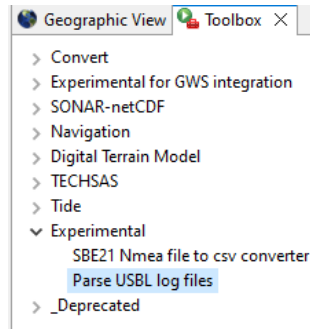 Geographic View Toolbox
Convert
Experimental for GWS integration
SONAR-netCDF
Navigation
Digital Terrain Model
TECHSAS
Tide
Experimental
SBE21 Nmea file to csv converter
Parse USBL log files
_Deprecated